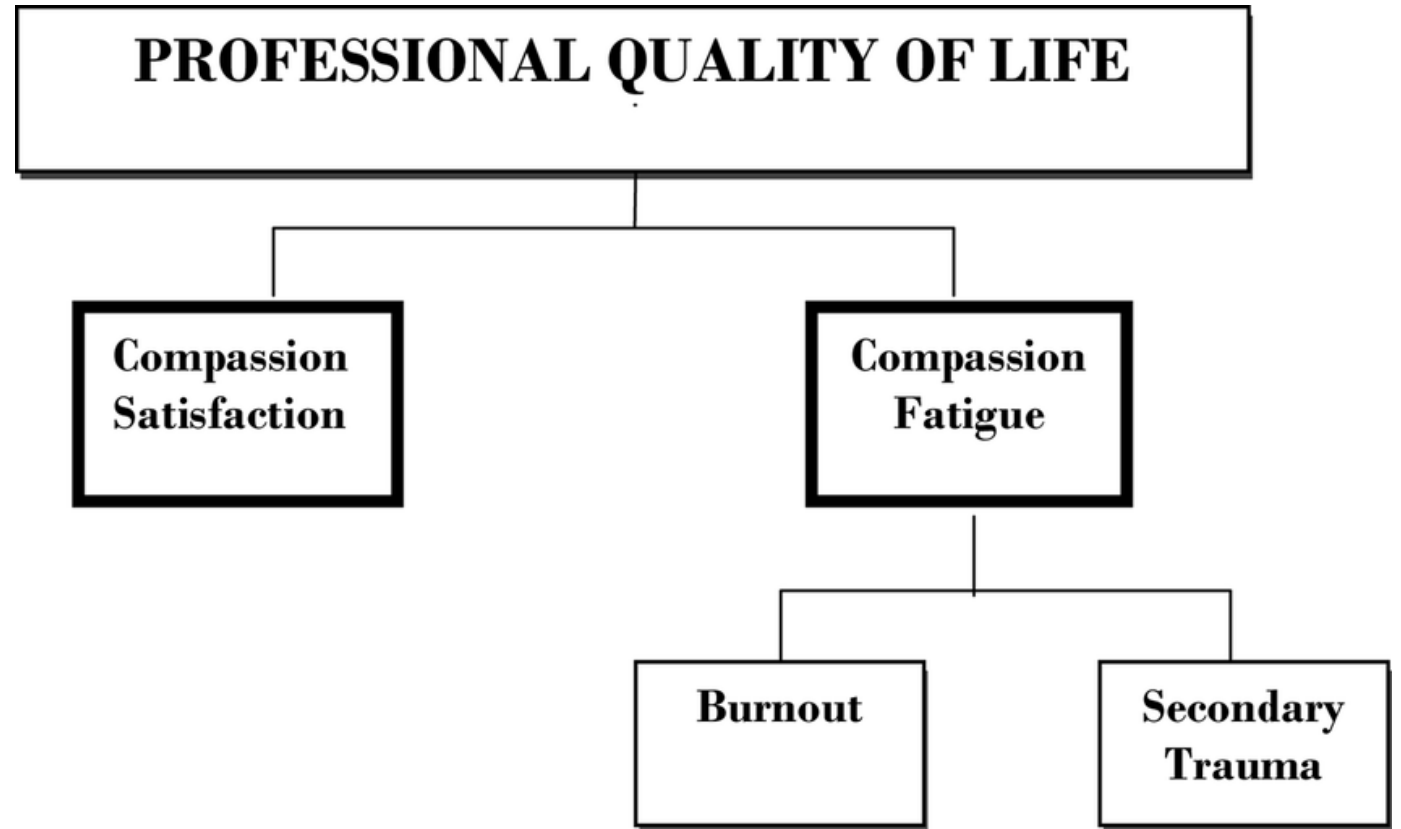 PROFESSIONAL QUALITY OF LIFE
.
Compassion
Satisfaction
Compassion
Fatigue
Burnout
Secondary
Trauma